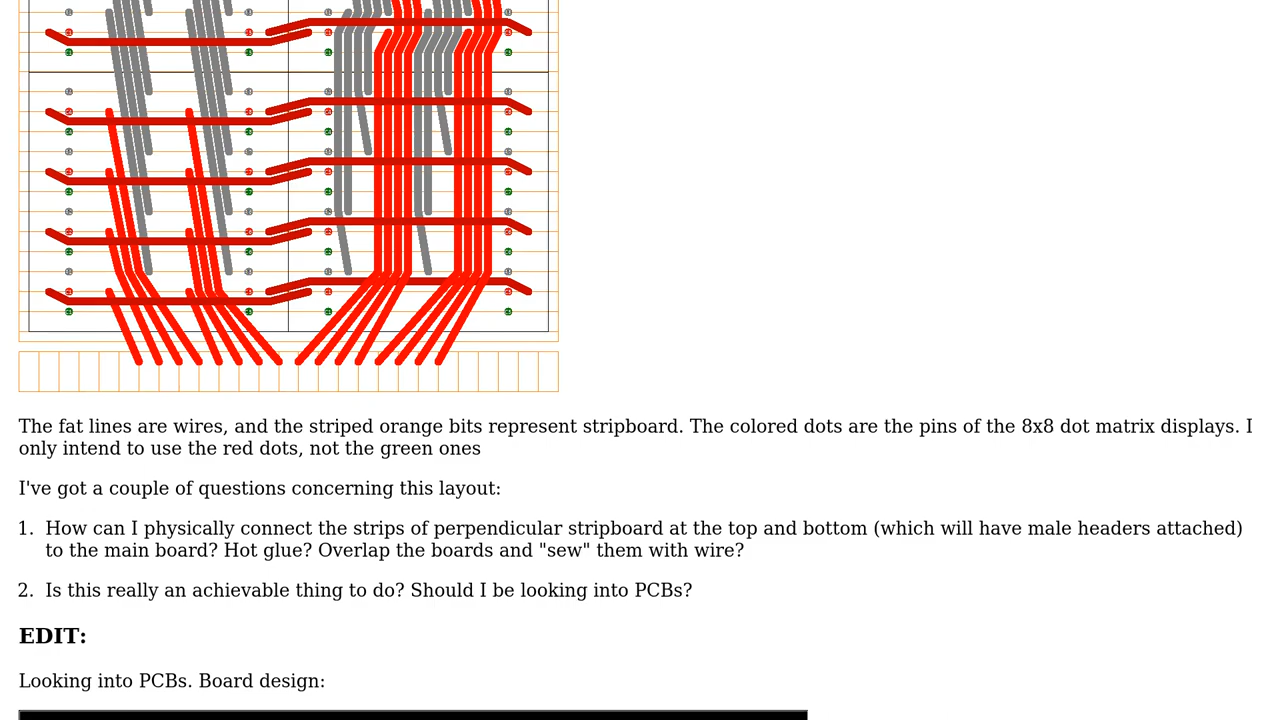 The fat lines are wires, and the striped orange bits represent stripboard. The colored dots are the pins of the 8x8 dot matrix displays. I
only intend to use the red dots, not the green ones
I've got a couple of questions concerning this layout:
1. How can I physically connect the strips of perpendicular stripboard at the top and bottom (which will have male headers attached)
to the main board? Hot glue? Overlap the boards and "sew" them with wire?
2. Is this really an achievable thing to do? Should I be looking into PCBs?
EDIT:
Looking into PCBs. Board design: